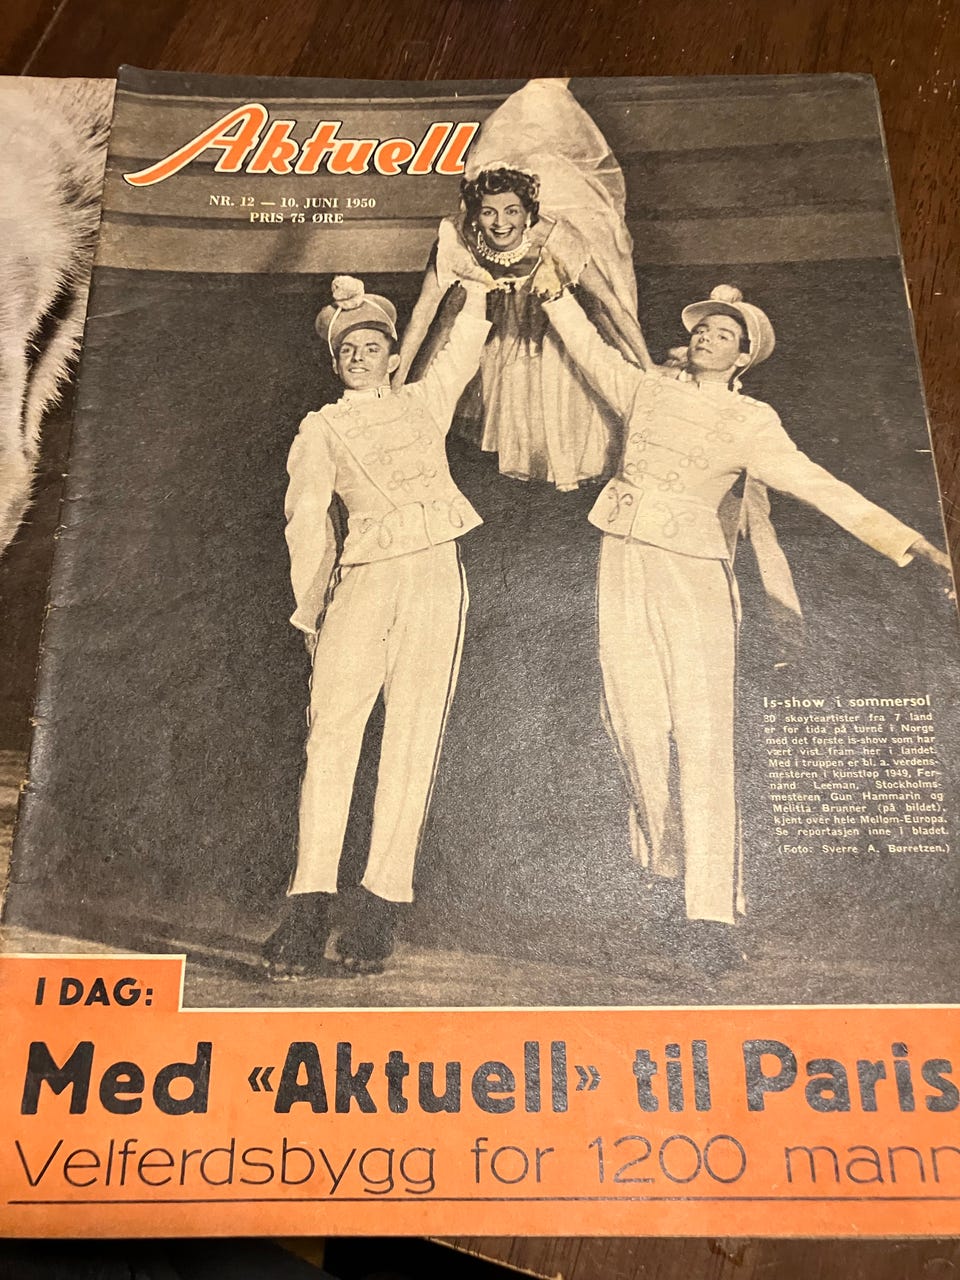 Aktuell
NR. 12 — 10. JUNI 1950
PRIS 75 ØRE
Is-show i sommersol
80 skøyteartister fra 7 land
er for tida på turné i Norge
med det første is-show som har
vært vist fram her i landet.
Med i truppen er bl. a. verdens-
mesteren i kunstløp 1949, Fer-
nand Leeman, Stockholms-
mesteren Gun Hammarin og
Melitta Brunner (på bildet),
kjent over hele Mellom-Europa.
Se reportasjen inne i bladet.
(Foto: Sverre A. Børretzen.)
I DAG:
Med «Aktuell» til Paris
Velferdsbygg for 1200 mann